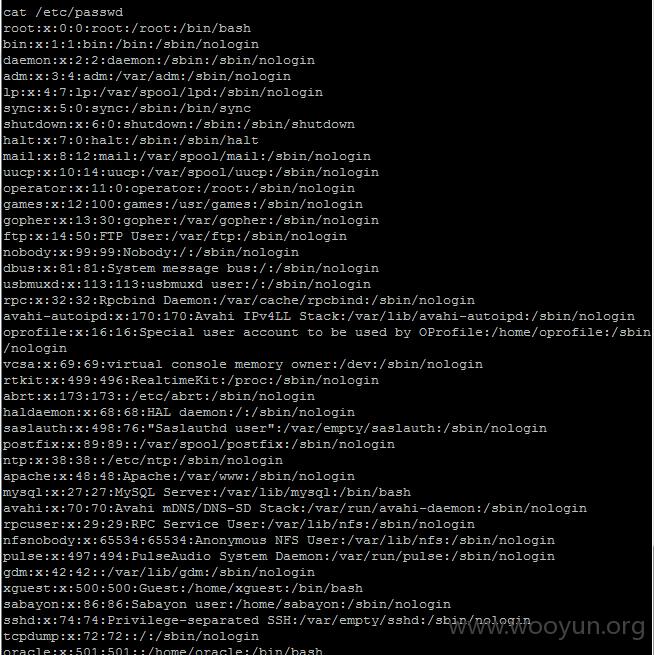 cat /etc/passwd
root:x:0:0:root:/root:/bin/bash
bin:x:1:1:bin:/bin:/sbin/nologin
daemon:x:2:2:daemon:/sbin:/sbin/nologin
adm:x:3:4:adm:/var/adm:/sbin/nologin
lp:x:4:7:lp:/var/spool/lpd:/sbin/nologin
sync:x:5:0:sync:/sbin:/bin/sync
shutdown:x:6:0:shutdown:/sbin:/sbin/shutdown
halt:x:7:0:halt:/sbin:/sbin/halt
mail:x:8:12:mail:/var/spool/mail:/sbin/nologin
uucp:x:10:14:uucp:/var/spool/uucp:/sbin/nologin
operator:x:11:0:operator:/root:/sbin/nologin
games:x:12:100:games:/usr/games:/sbin/nologin
gopher:x:13:30:gopher:/var/gopher:/sbin/nologin
ftp:x:14:50:FTP User:/var/ftp:/sbin/nologin
nobody:x:99:99:Nobody:/:/sbin/nologin
dbus:x:81:81:System message bus:/:/sbin/nologin
usbmuxd:x:113:113:usbmuxd user:/:/sbin/nologin
rpc:x:32:32:Rpcbind Daemon:/var/cache/rpcbind:/sbin/nologin
avahi-autoipd:x:170:170:Avahi IPv4LL Stack:/var/lib/avahi-autoipd:/sbin/nologin
oprofile:x:16:16:Special user account to be used by OProfile:/home/oprofile:/sbin
/nologin
vcsa:x:69:69:virtual console memory owner:/dev:/sbin/nologin
rtkit:x:499:496:RealtimeKit:/proc:/sbin/nologin
abrt:x:173:173::/etc/abrt:/sbin/nologin
haldaemon:x:68:68:HAL daemon:/:/sbin/nologin
saslauth:x:498:76:"Saslauthd user":/var/empty/saslauth:/sbin/nologin
postfix:x:89:89::/var/spool/postfix:/sbin/nologin
ntp:x:38:38::/etc/ntp:/sbin/nologin
apache:x:48:48:Apache:/var/www:/sbin/nologin
mysql:x:27:27:MySQL Server:/var/lib/mysql:/bin/bash
avahi:x:70:70:Avahi mDNS/DNS-SD Stack:/var/run/avahi-daemon:/sbin/nologin
rpcuser:x:29:29:RPC Service User:/var/lib/nfs:/sbin/nologin
nfsnobody:x:65534:65534:Anonymous NFS User:/var/lib/nfs:/sbin/nologin
pulse:x:497:494:PulseAudio System Daemon:/var/run/pulse:/sbin/nologin
gdm:x:42:42::/var/lib/gdm:/sbin/nologin
xguest:x:500:500:Guest:/home/xguest:/bin/bash
sabayon:x:86:86:Sabayon user:/home/sabayon:/sbin/nologin
sshd:x:74:74:Privilege-separated SSH:/var/empty/sshd:/sbin/nologin
www.wooyun.org
tcpdump:x:72:72::/:/sbin/nologin
oracle:x:501:501::/home/oracle:/bin/bash